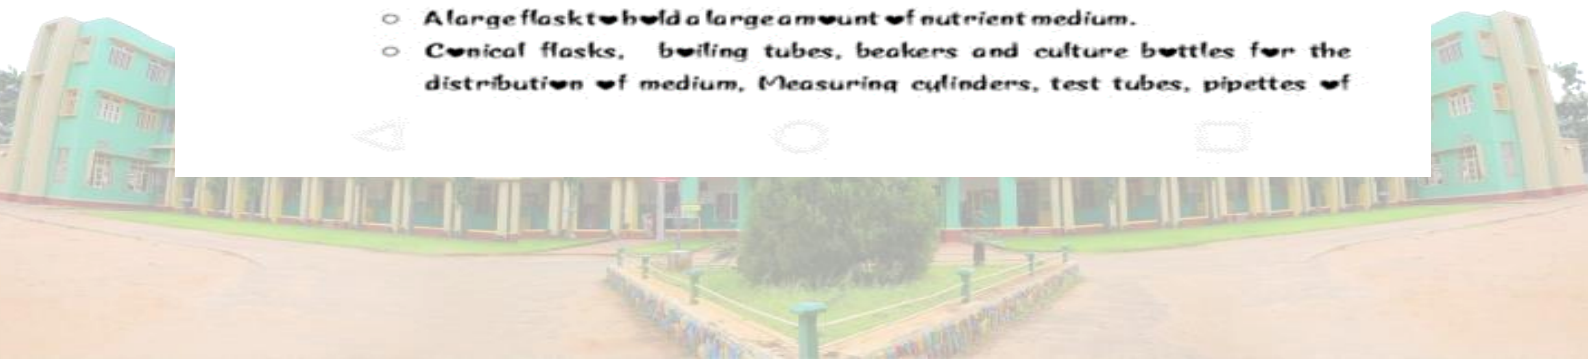 A large flask to hold a large amount of nutrient medium.
Conical flasks, boiling tubes, beakers and culture bottles for the
distribution of medium, Measuring cylinders, test tubes, pipettes of